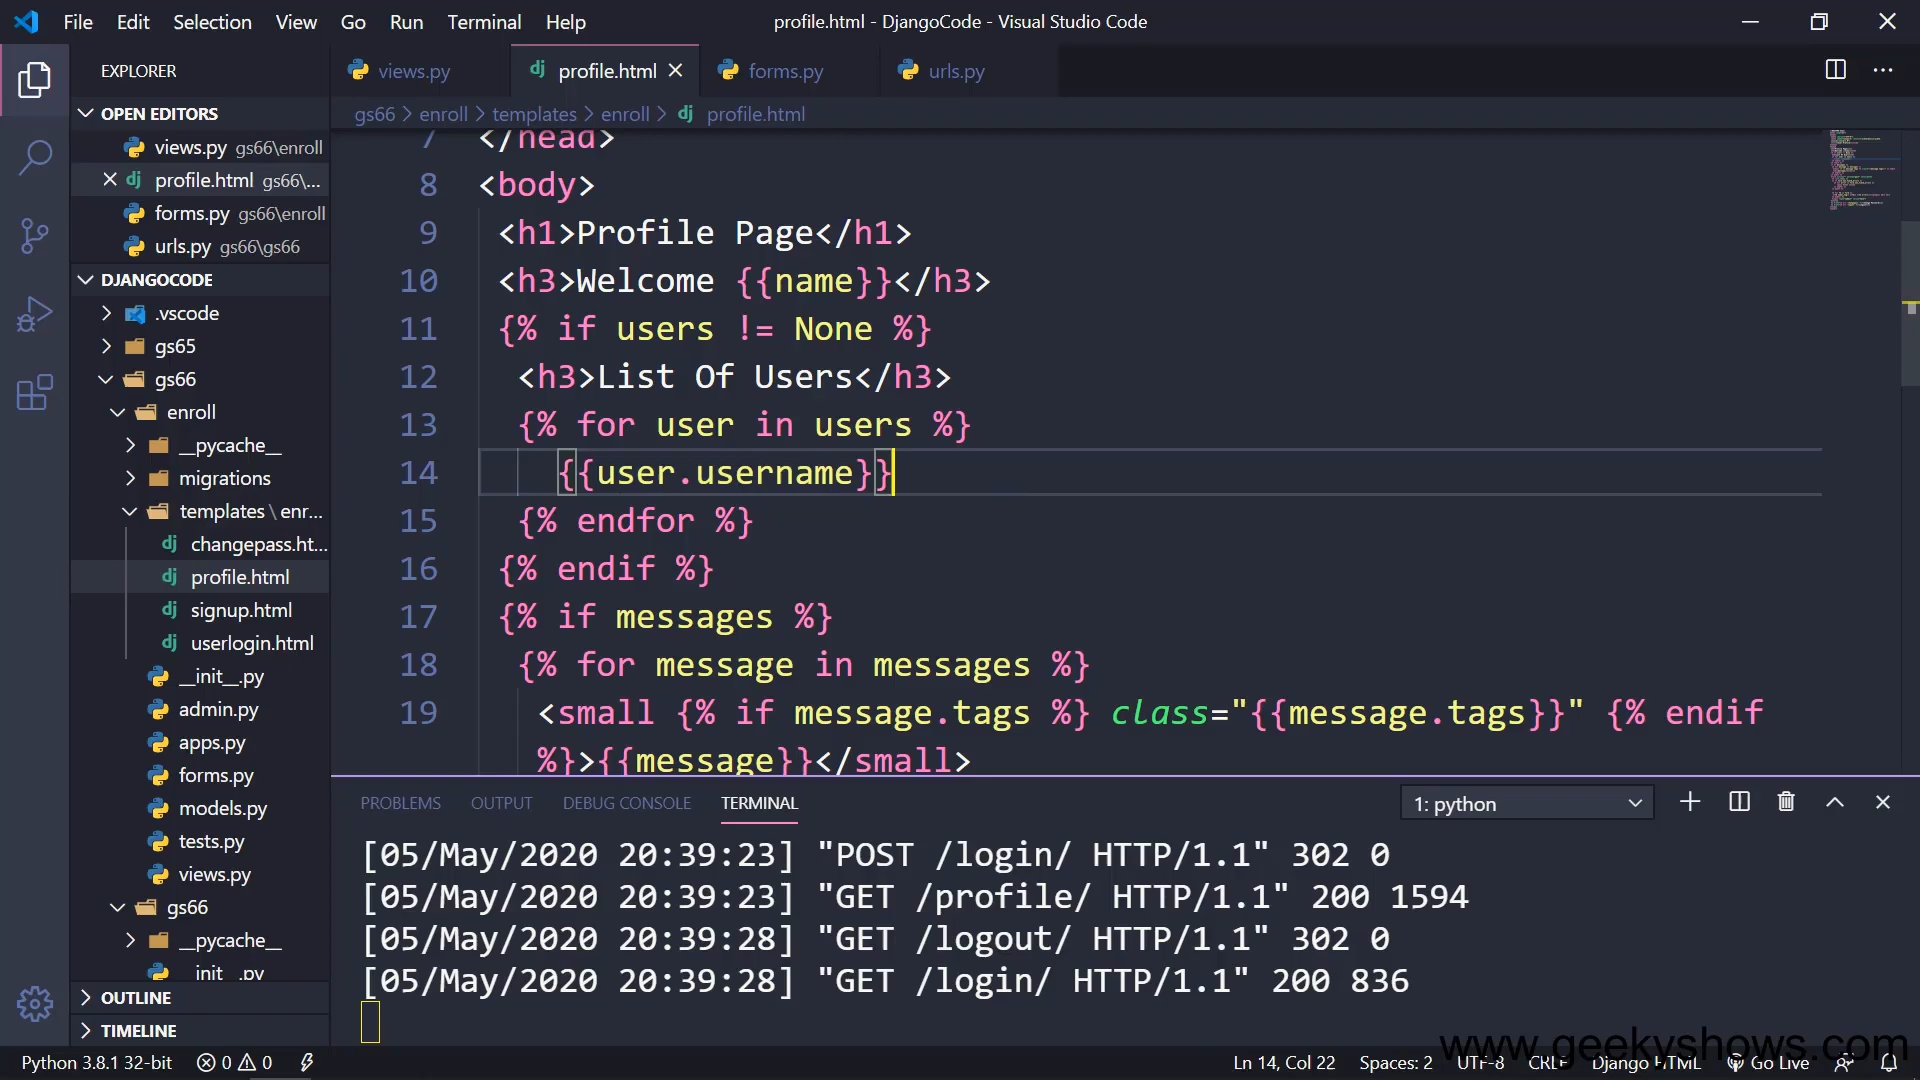 File Edit Selection View Go Run Terminal Help
profile.html - DjangoCode - Visual Studio Code
EXPLORER
OPEN EDITORS
views.py gs66\enroll
profile.html gs66\...
forms.py gs66\enroll
urls.py gs66\gs66
DJANGOCODE
.vscode
gs65
gs66
enroll
__pycache__
migrations
templates \ enr...
changepass.ht...
profile.html
signup.html
userlogin.html
__init__.py
admin.py
apps.py
forms.py
models.py
tests.py
views.py
gs66
__pycache__
__init__.py
OUTLINE
TIMELINE
views.py profile.html forms.py urls.py
gs66 > enroll > templates > enroll > profile.html
7 </head>
8 <body>
9 <h1>Profile Page</h1>
10 <h3>Welcome {{name}}</h3>
11 {% if users != None %}
12 <h3>List Of Users</h3>
13 {% for user in users %}
14 {{user.username}}
15 {% endfor %}
16 {% endif %}
17 {% if messages %}
18 {% for message in messages %}
19 <small {% if message.tags %} class="{{message.tags}}" {% endif
%}>{{message}}</small>
PROBLEMS OUTPUT DEBUG CONSOLE TERMINAL
1: python
[05/May/2020 20:39:23] "POST /login/ HTTP/1.1" 302 0
[05/May/2020 20:39:23] "GET /profile/ HTTP/1.1" 200 1594
[05/May/2020 20:39:28] "GET /logout/ HTTP/1.1" 302 0
[05/May/2020 20:39:28] "GET /login/ HTTP/1.1" 200 836
www.geekyshows.com
Python 3.8.1 32-bit 0 0 Ln 14, Col 22 Spaces: 2 UTF-8 CRLF Django HTML Go Live